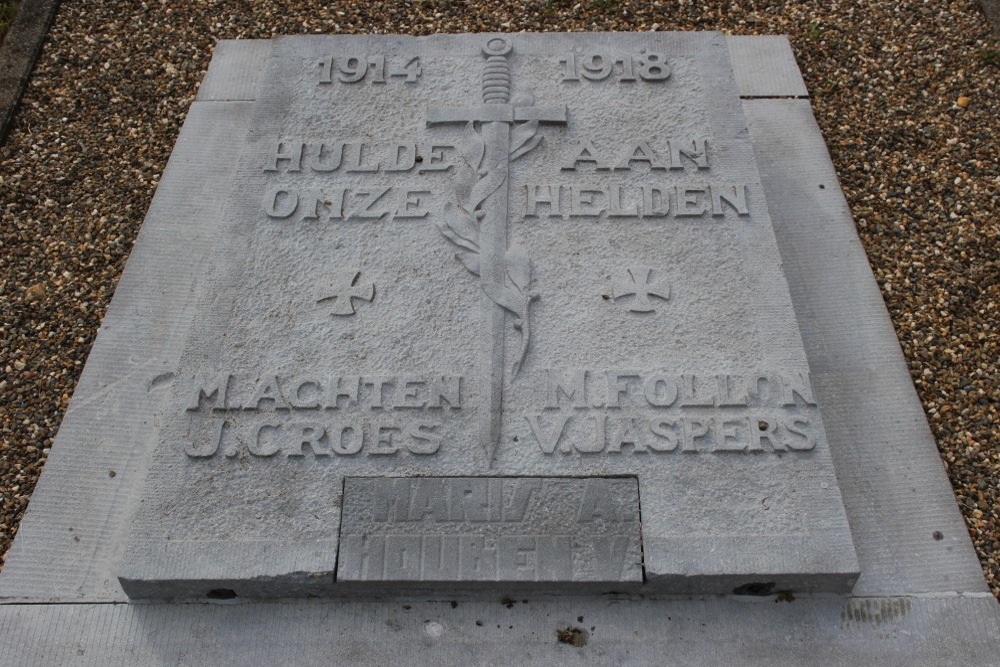 1914 1918
HULDE AAN
ONZE HELDEN
M. ACHTEN M. FOLLON
J. CROES V. JASPERS
MARIS A.
HOUBEN V.